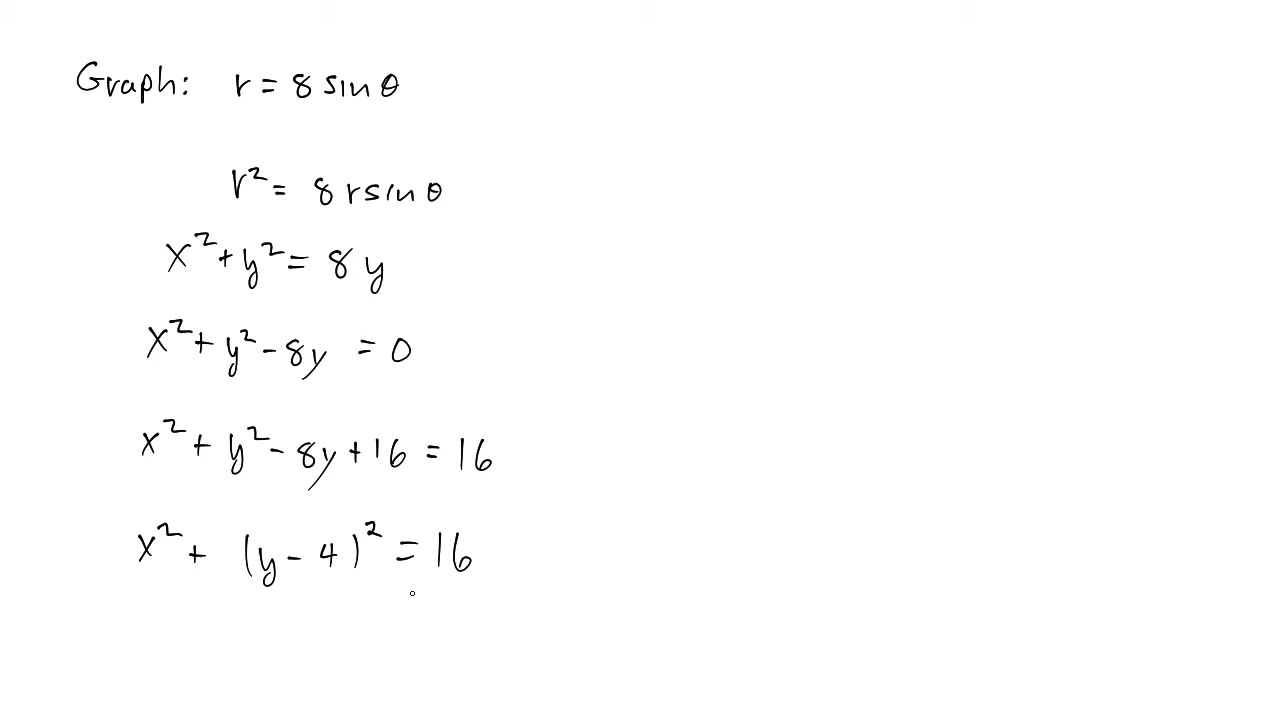 Graph: r = 8 sin θ
r² = 8 r sin θ
x² + y² = 8 y
x² + y² - 8y = 0
x² + y² - 8y + 16 = 16
x² + (y - 4)² = 16